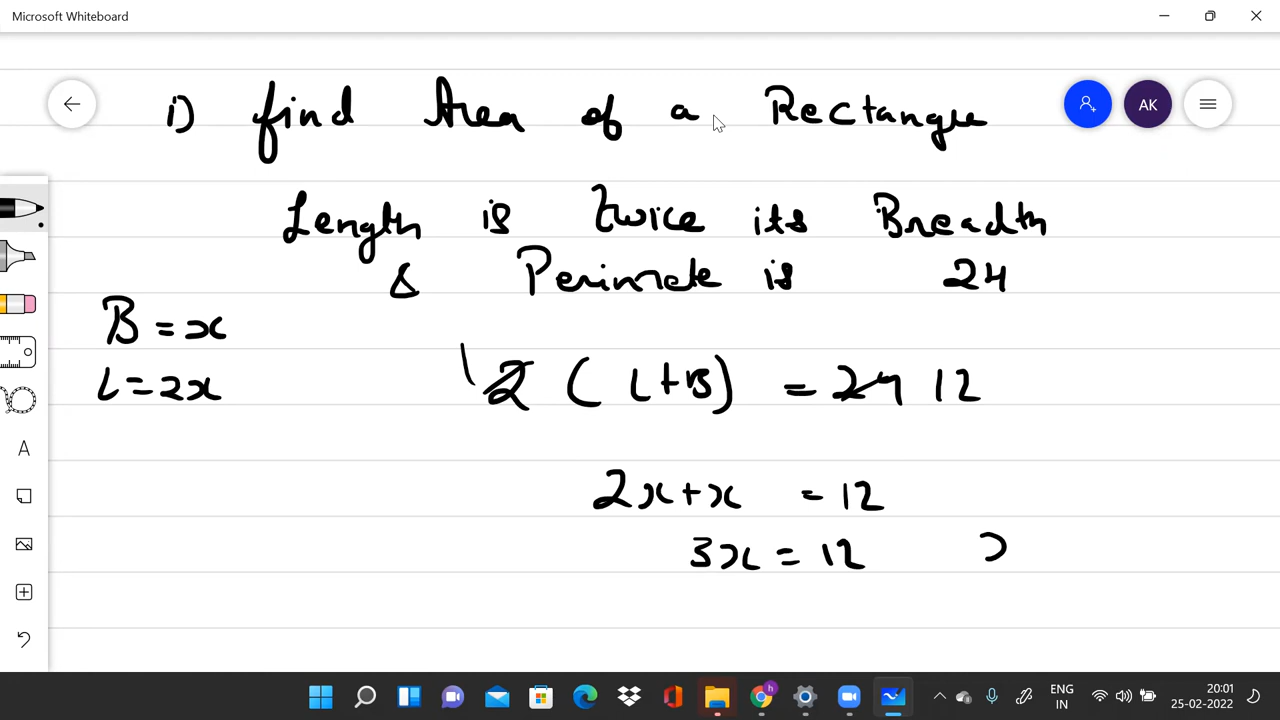 Microsoft Whiteboard
i) find Area of a Rectangle
AK
Length is twice its Breadth
& Perimete is 24
B = x
L = 2x
1 2 (L+B) = 24 12
A
2x+x = 12
3x = 12
ENG
IN
20:01
25-02-2022